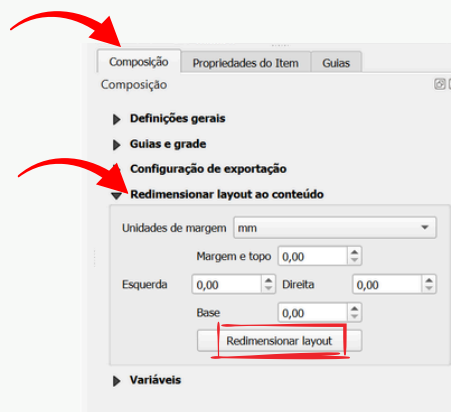 Composição Propriedades do Item Guias
Composição
Definições gerais
Guias e grade
Configuração de exportação
Redimensionar layout ao conteúdo
Unidades de margem mm
Margem e topo 0,00
Esquerda 0,00 Direita 0,00
Base 0,00
Redimensionar layout
Variáveis